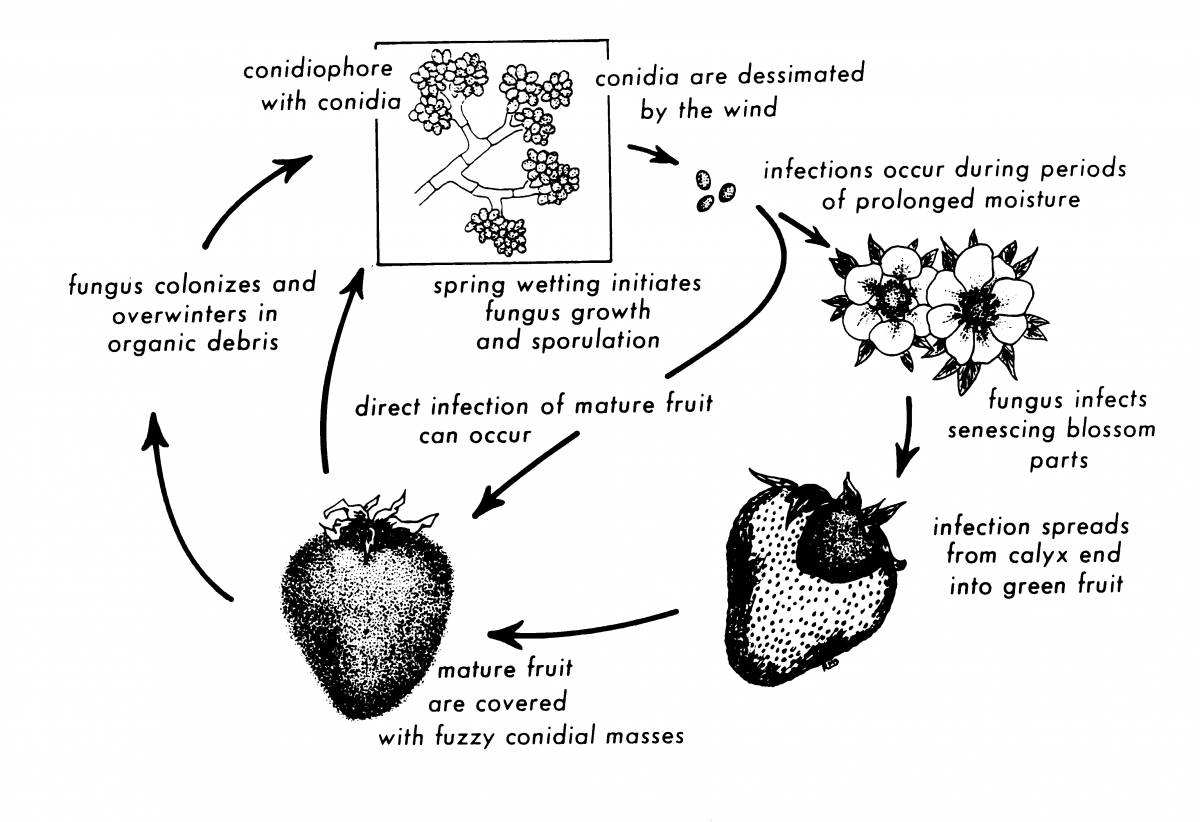 conidiophore
with conidia
conidia are dessimated
by the wind
infections occur during periods
of prolonged moisture
fungus colonizes and
overwinters in
organic debris
spring wetting initiates
fungus growth
and sporulation
direct infection of mature fruit
can occur
fungus infects
senescing blossom
parts
infection spreads
from calyx end
into green fruit
mature fruit
are covered
with fuzzy conidial masses